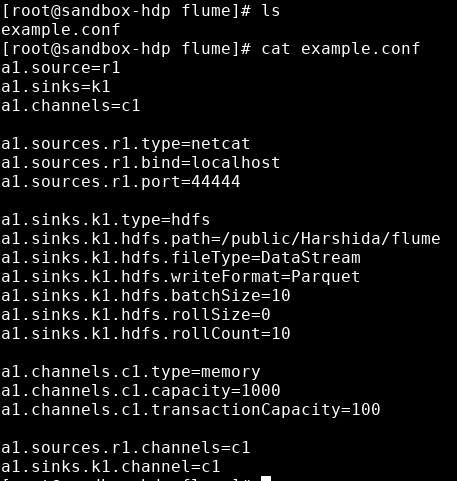 [root@sandbox-hdp flume]# ls
example.conf
[root@sandbox-hdp flume]# cat example.conf
a1.source=r1
a1.sinks=k1
a1.channels=c1

a1.sources.r1.type=netcat
a1.sources.r1.bind=localhost
a1.sources.r1.port=44444

a1.sinks.k1.type=hdfs
a1.sinks.k1.hdfs.path=/public/Harshida/flume
a1.sinks.k1.hdfs.fileType=DataStream
a1.sinks.k1.hdfs.writeFormat=Parquet
a1.sinks.k1.hdfs.batchSize=10
a1.sinks.k1.hdfs.rollSize=0
a1.sinks.k1.hdfs.rollCount=10

a1.channels.c1.type=memory
a1.channels.c1.capacity=1000
a1.channels.c1.transactionCapacity=100

a1.sources.r1.channels=c1
a1.sinks.k1.channel=c1
[root@sandbox-hdp flume]#